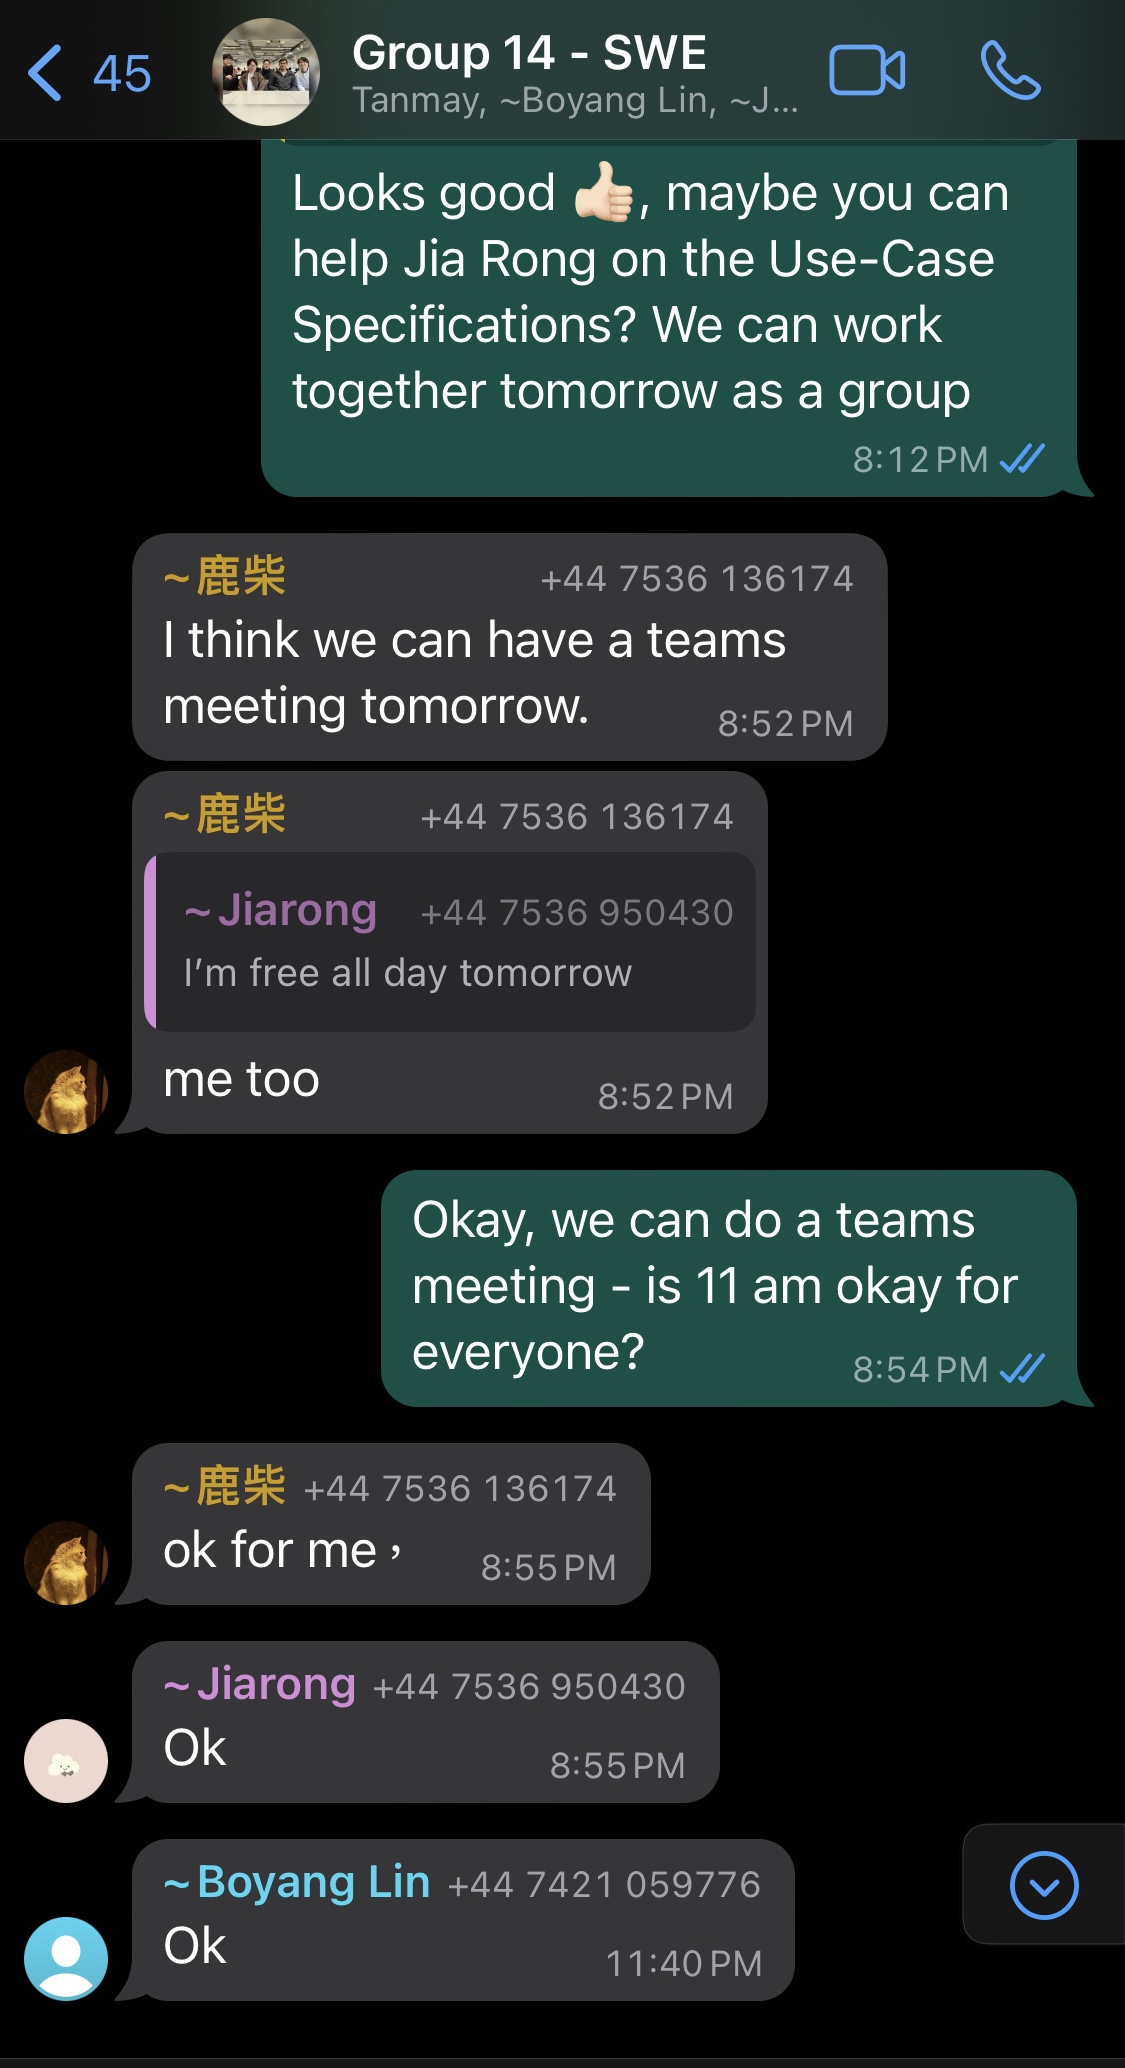 45
Group 14 - SWE
Tanmay, ~Boyang Lin, ~J...
Looks good 👍🏻, maybe you can
help Jia Rong on the Use-Case
Specifications? We can work
together tomorrow as a group
8:12 PM
~鹿柴 +44 7536 136174
I think we can have a teams
meeting tomorrow.
8:52 PM
~鹿柴 +44 7536 136174
~Jiarong +44 7536 950430
I’m free all day tomorrow
me too
8:52 PM
Okay, we can do a teams
meeting - is 11 am okay for
everyone?
8:54 PM
~鹿柴 +44 7536 136174
ok for me，
8:55 PM
~Jiarong +44 7536 950430
Ok
8:55 PM
~Boyang Lin +44 7421 059776
Ok
11:40 PM